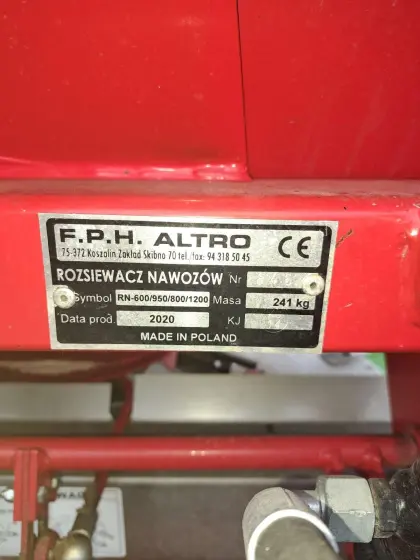 F.P.H. ALTRO CE
75-372 Koszalin Zakład Skibno 70 tel./fax: 94 318 50 45
ROZSIEWACZ NAWOZÓW Nr
Symbol RN-600/950/800/1200 Masa 241 kg
Data prod. 2020 KJ
MADE IN POLAND